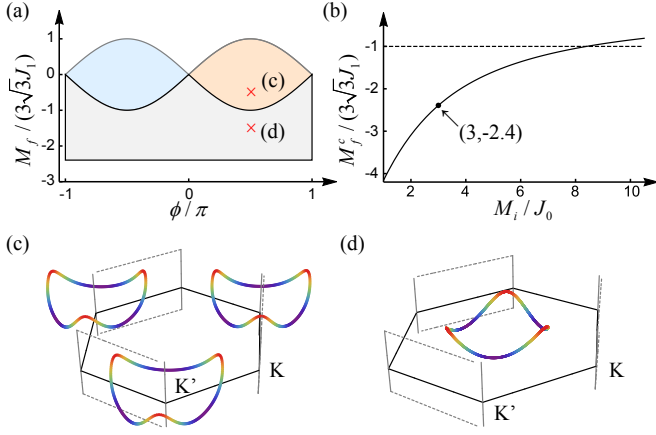 (a)
M_f / (3√3J_1)
1
0
-1
-2
-3
(c)
(d)
-1
0
1
ϕ/π
(b)
M_f^c / (3√3J_1)
-1
-2
-3
-4
(3,-2.4)
2
4
6
8
10
M_i / J_0
(c)
K
K'
(d)
K
K'